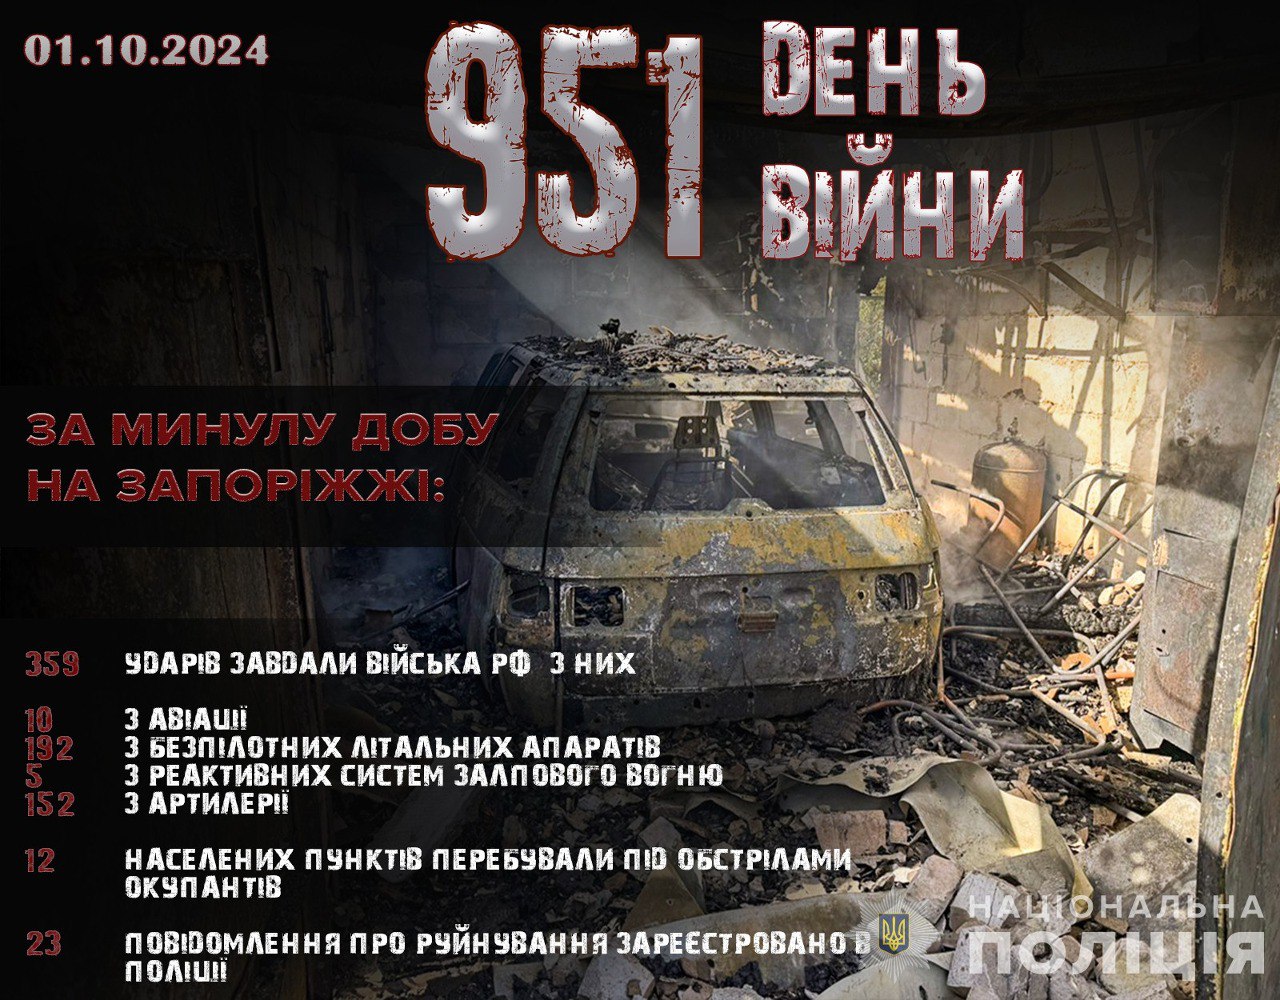 01.10.2024
951 ДЕНЬ
ВІЙНИ
ЗА МИНУЛУ ДОБУ
НА ЗАПОРІЖЖІ:
359 УДАРІВ ЗАВДАЛИ ВІЙСЬКА РФ З НИХ
10 З АВІАЦІЇ
192 З БЕЗПІЛОТНИХ ЛІТАЛЬНИХ АПАРАТІВ
5 З РЕАКТИВНИХ СИСТЕМ ЗАЛПОВОГО ВОГНЮ
152 З АРТИЛЕРІЇ
12 НАСЕЛЕНИХ ПУНКТІВ ПЕРЕБУВАЛИ ПІД ОБСТРІЛАМИ
ОКУПАНТІВ
23 ПОВІДОМЛЕННЯ ПРО РУЙНУВАННЯ ЗАРЕЄСТРОВАНО В
ПОЛІЦІЇ
НАЦІОНАЛЬНА
ПОЛІЦІЯ